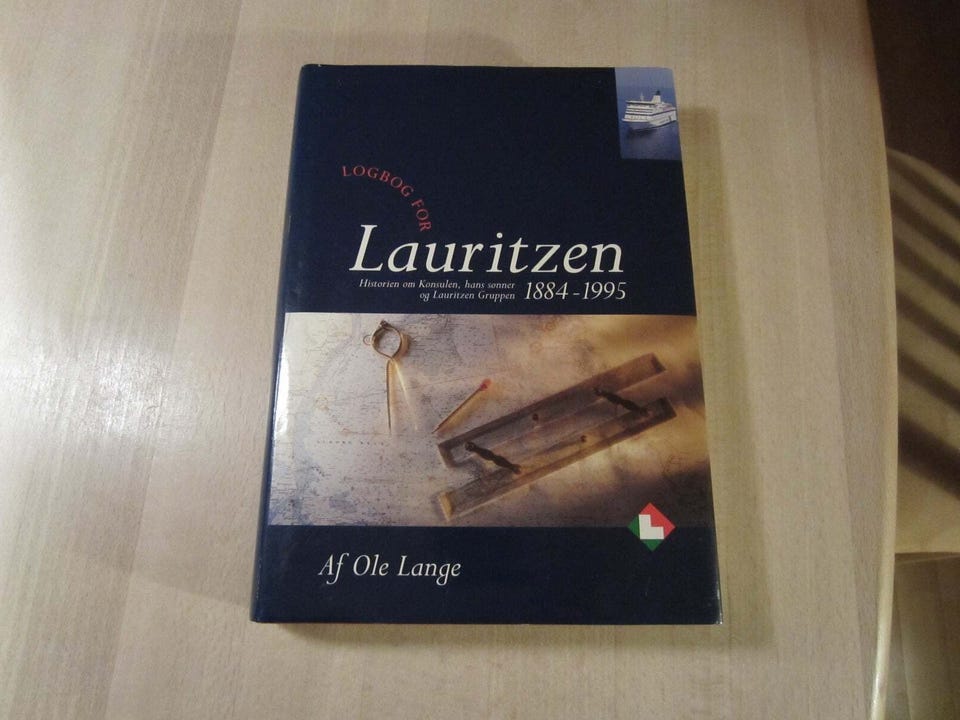 LOGBOG FOR
Lauritzen
Historien om Konsulen, hans sønner
og Lauritzen Gruppen 1884-1995
L
Af Ole Lange